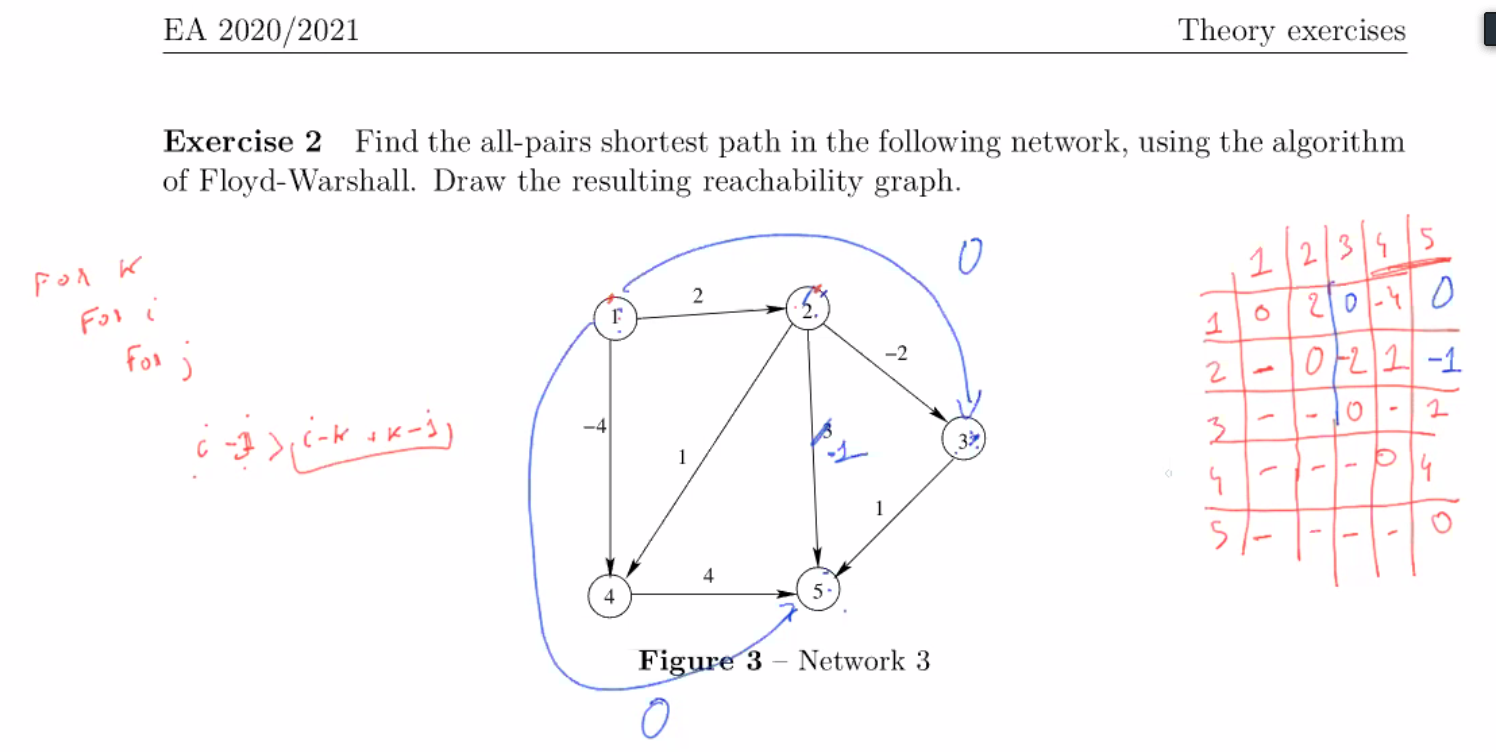 EA 2020/2021 Theory exercises
Exercise 2 Find the all-pairs shortest path in the following network, using the algorithm
of Floyd-Warshall. Draw the resulting reachability graph.
For k
For i
For j
i-j > i-k + k-j
0
2
1
2
-2
-4
1
-1
3
1
4
4
5
0
1 2 3 4 5
1 0 2 0 -4 0
2 - 0 -2 1 -1
3 - - 0 - 1
4 - - - 0 4
5 - - - - 0
Figure 3 – Network 3